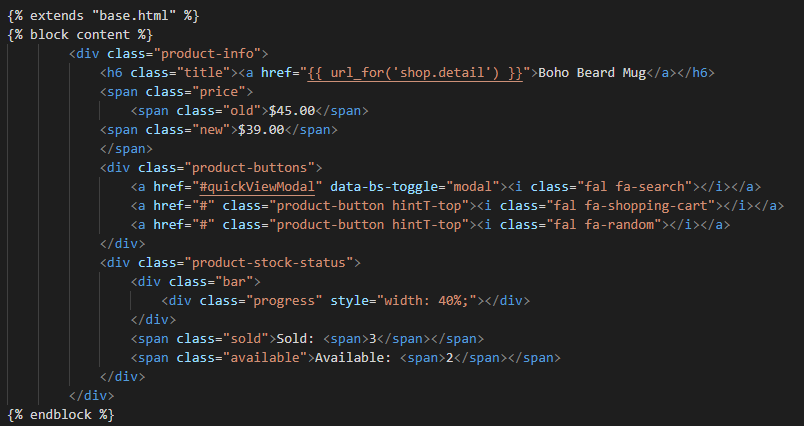 {% extends "base.html" %}
{% block content %}
<div class="product-info">
<h6 class="title"><a href="{{ url_for('shop.detail') }}">Boho Beard Mug</a></h6>
<span class="price">
<span class="old">$45.00</span>
<span class="new">$39.00</span>
</span>
<div class="product-buttons">
<a href="#quickViewModal" data-bs-toggle="modal"><i class="fal fa-search"></i></a>
<a href="#" class="product-button hintT-top"><i class="fal fa-shopping-cart"></i></a>
<a href="#" class="product-button hintT-top"><i class="fal fa-random"></i></a>
</div>
<div class="product-stock-status">
<div class="bar">
<div class="progress" style="width: 40%;"></div>
</div>
<span class="sold">Sold: <span>3</span></span>
<span class="available">Available: <span>2</span></span>
</div>
</div>
{% endblock %}